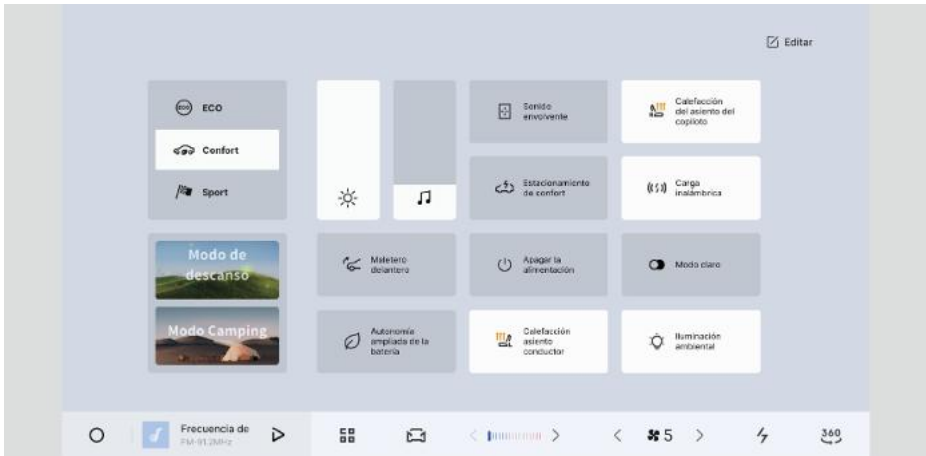 Editar
ECO
ECO
Confort
Sport
Sonido
envolvente
Calefacción
del asiento del
copiloto
Estacionamiento
de confort
Carga
inalámbrica
Modo de
descanso
Modo Camping
Maletero
delantero
Apagar la
alimentación
Modo claro
Autonomía
ampliada de la
batería
Calefacción
asiento
conductor
Iluminación
ambiental
Frecuencia de
FM-91.2MHz
5
360